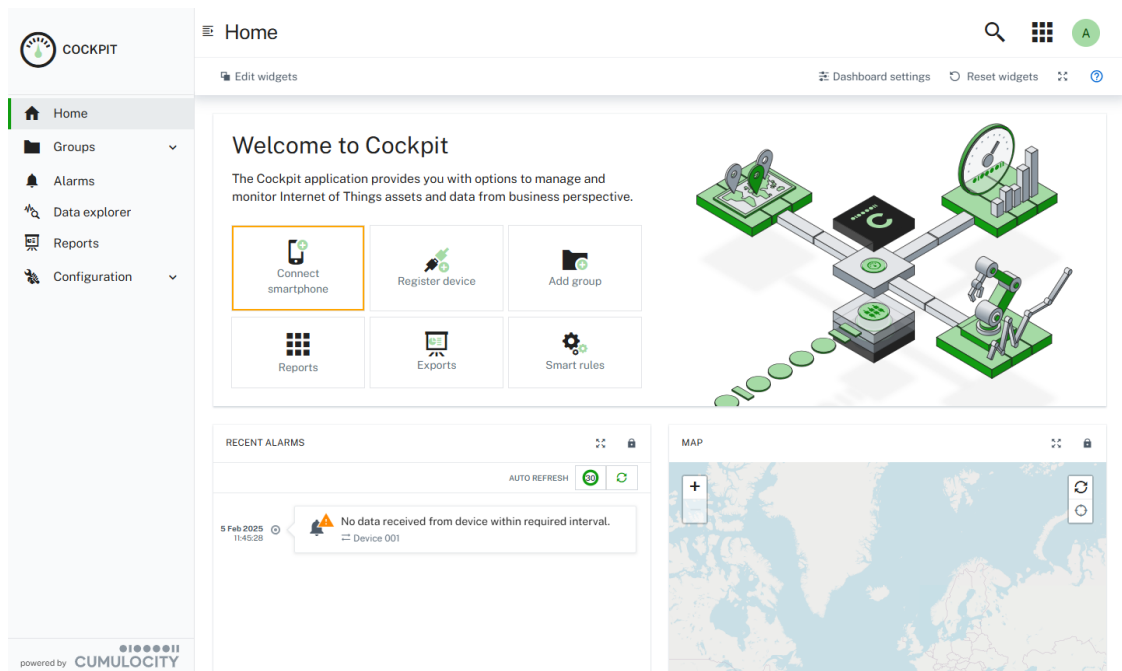 COCKPIT
Home
A
Edit widgets
Dashboard settings
Reset widgets
Home
Groups
Alarms
Data explorer
Reports
Configuration
Welcome to Cockpit
The Cockpit application provides you with options to manage and
monitor Internet of Things assets and data from business perspective.
Connect
smartphone
Register device
Add group
Reports
Exports
Smart rules
RECENT ALARMS
MAP
AUTO REFRESH
30
5 Feb 2025
11:45:28
No data received from device within required interval.
Device 001
+
powered by CUMULOCITY